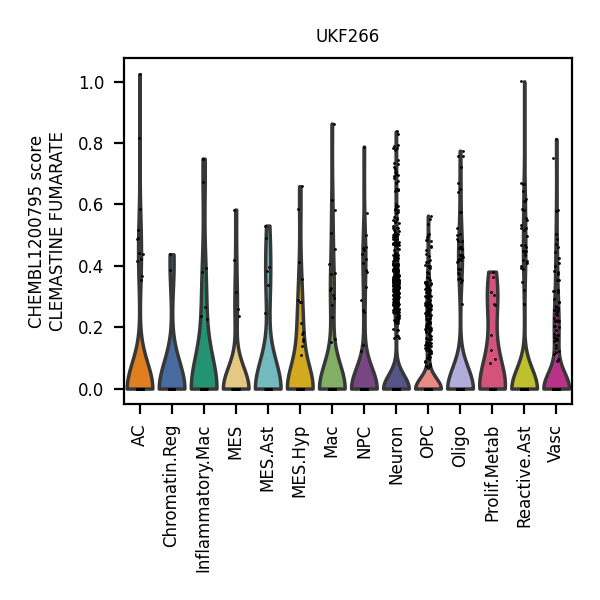 UKF266
CHEMBL1200795 score
CLEMASTINE FUMARATE
1.0
0.8
0.6
0.4
0.2
0.0
AC
Chromatin.Reg
Inflammatory.Mac
MES
MES.Ast
MES.Hyp
Mac
NPC
Neuron
OPC
Oligo
Prolif.Metab
Reactive.Ast
Vasc